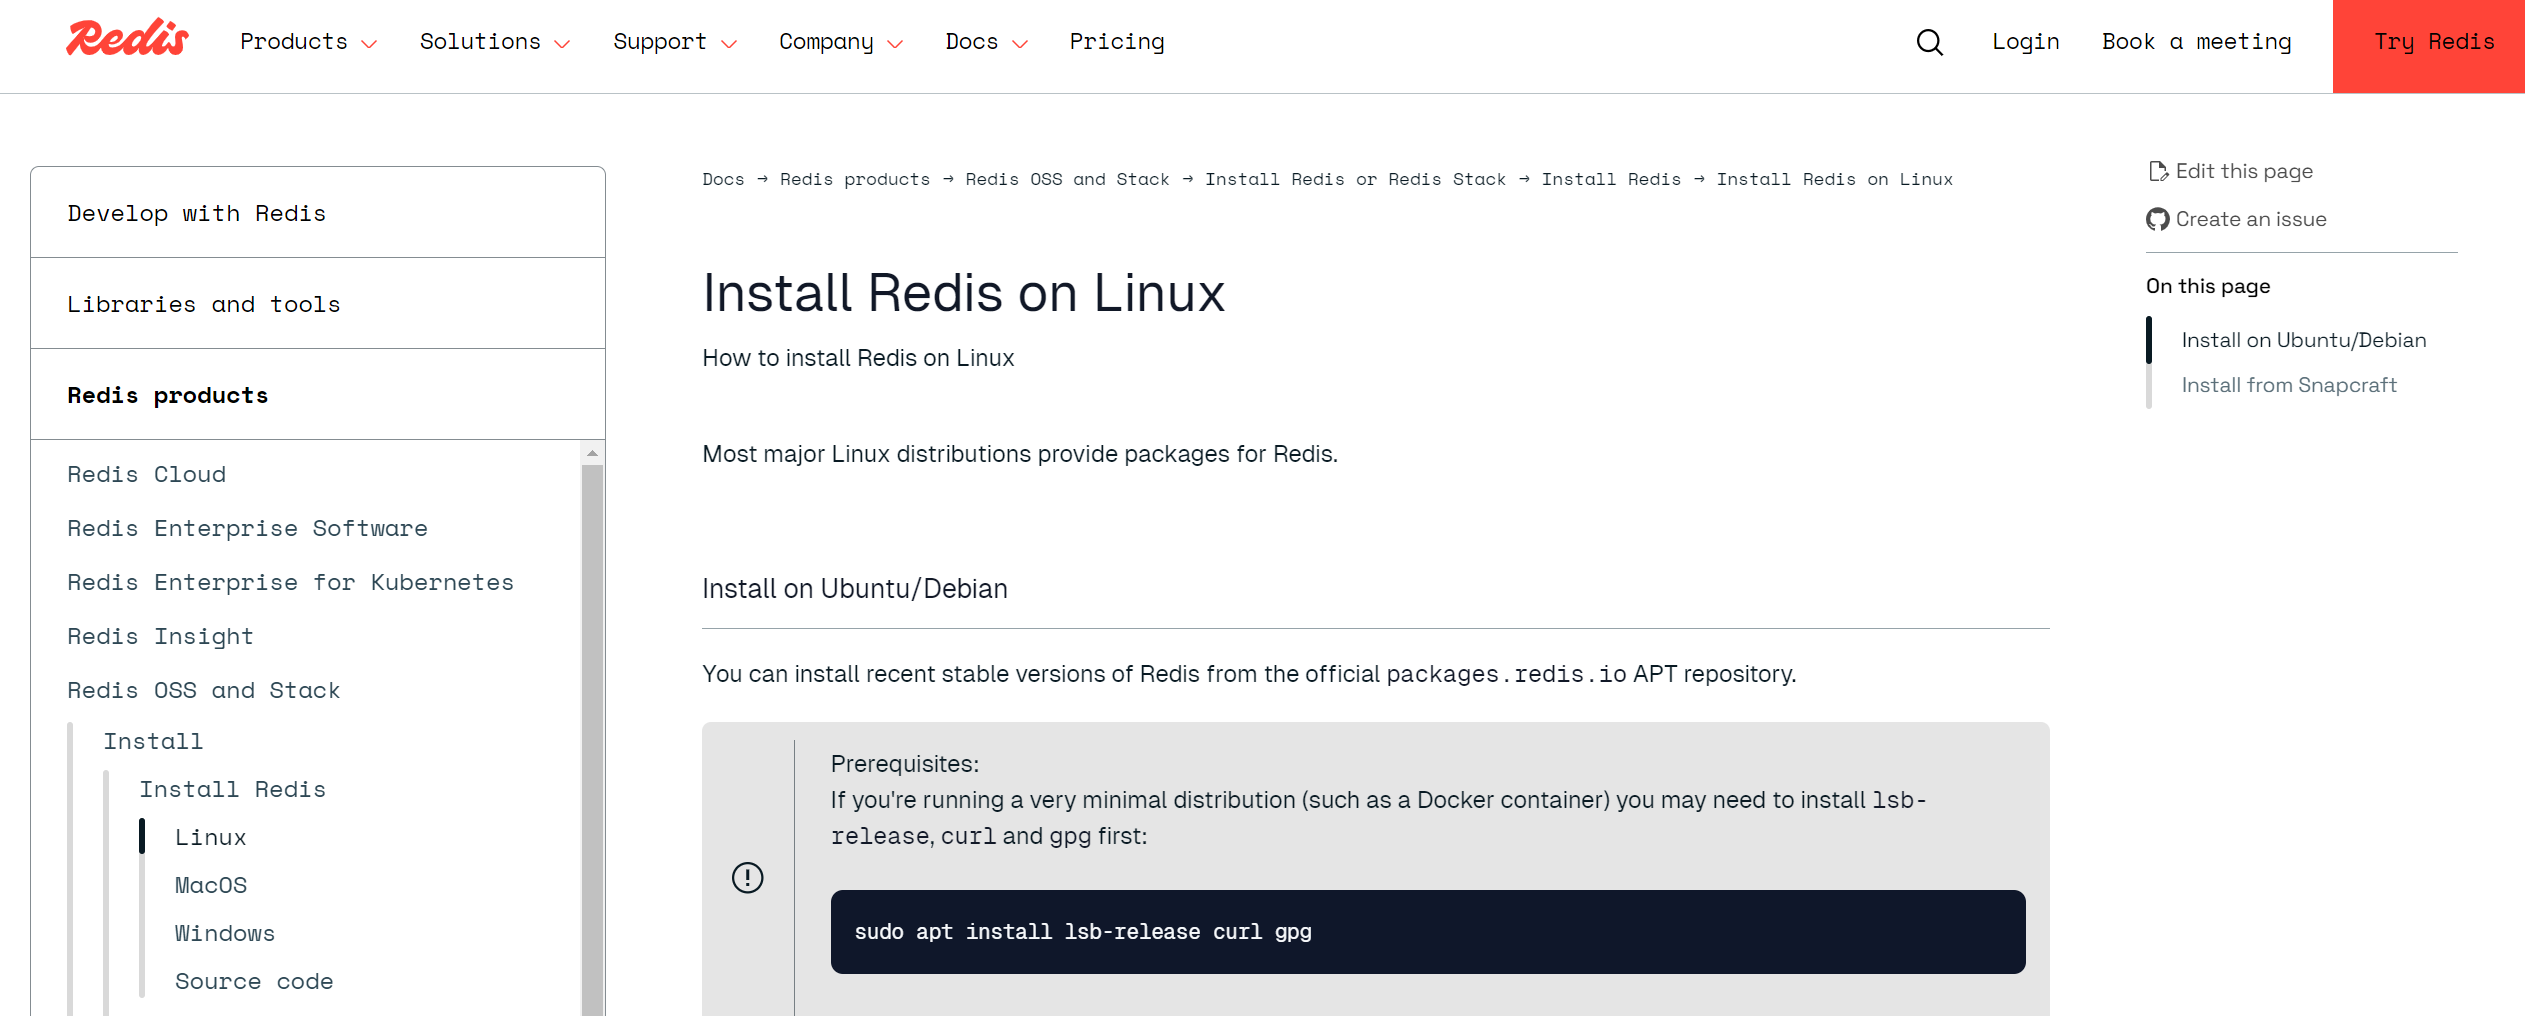 Redis Products Solutions Support Company Docs Pricing Login Book a meeting Try Redis
Develop with Redis
Libraries and tools
Redis products
Redis Cloud
Redis Enterprise Software
Redis Enterprise for Kubernetes
Redis Insight
Redis OSS and Stack
Install
Install Redis
Linux
MacOS
Windows
Source code
Docs → Redis products → Redis OSS and Stack → Install Redis or Redis Stack → Install Redis → Install Redis on Linux
Install Redis on Linux
How to install Redis on Linux
Most major Linux distributions provide packages for Redis.
Install on Ubuntu/Debian
You can install recent stable versions of Redis from the official packages.redis.io APT repository.
Prerequisites:
If you're running a very minimal distribution (such as a Docker container) you may need to install lsb-
release, curl and gpg first:
sudo apt install lsb-release curl gpg
Edit this page
Create an issue
On this page
Install on Ubuntu/Debian
Install from Snapcraft